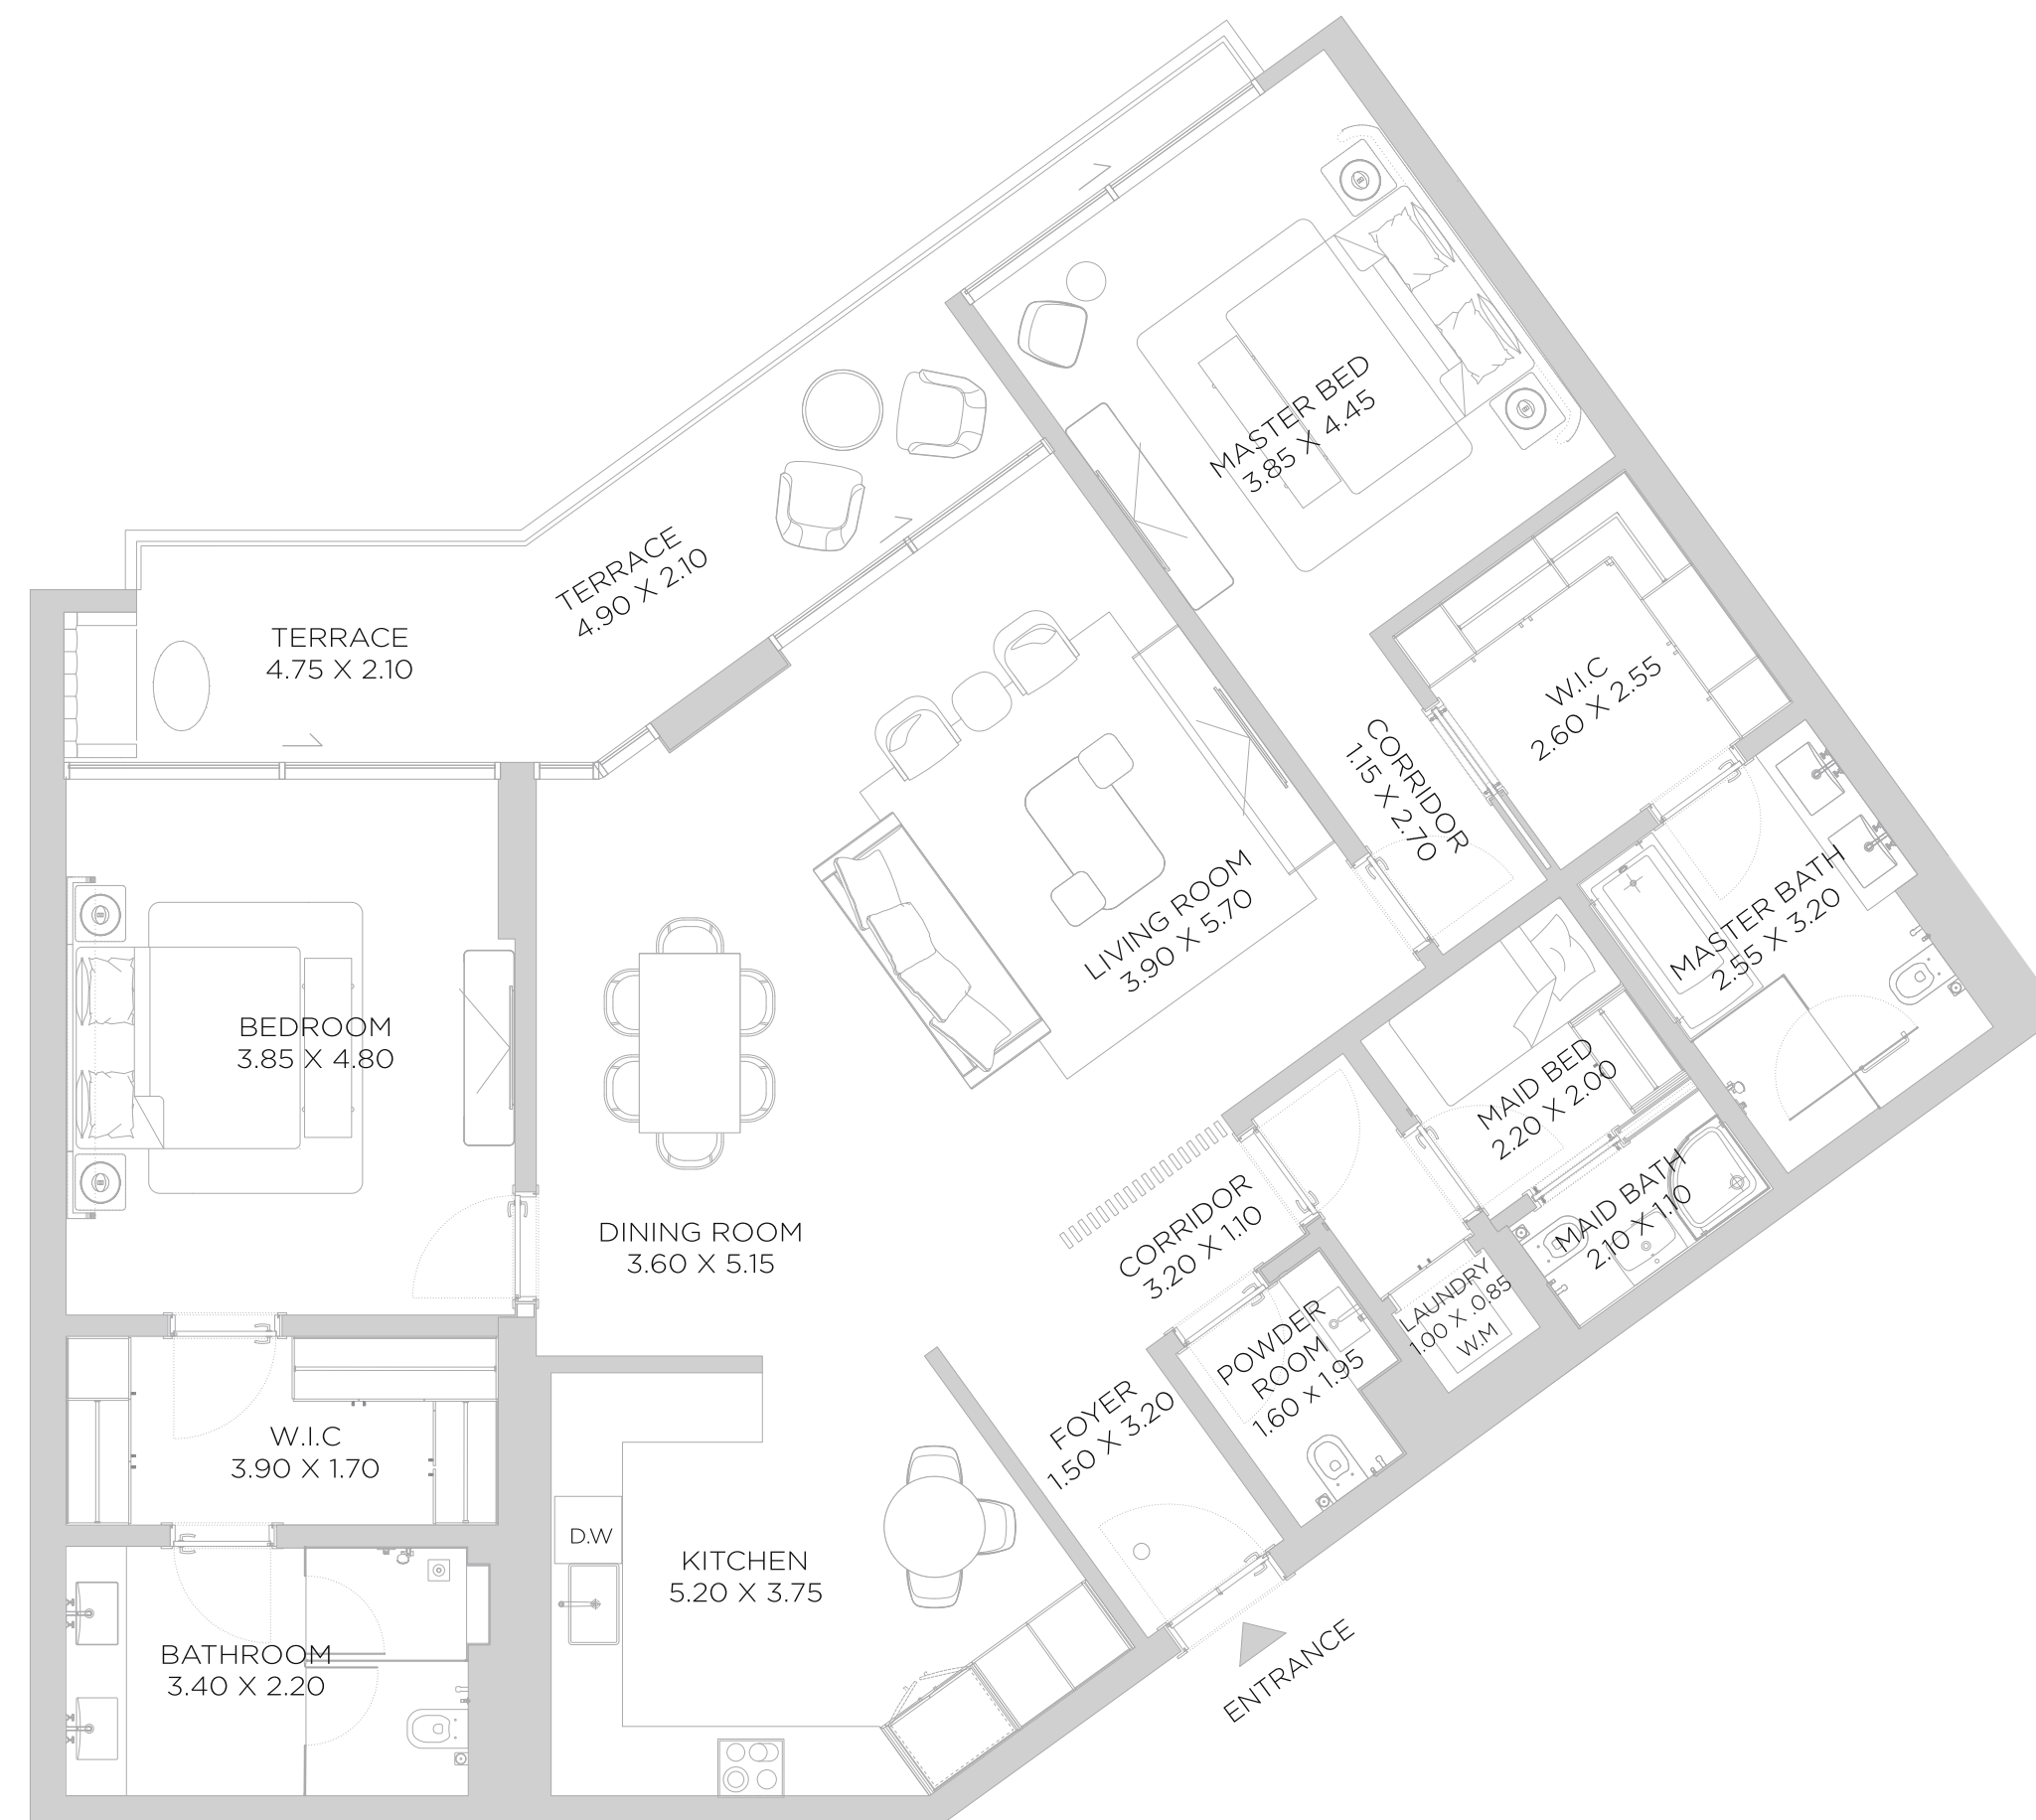 MASTER BED
3.85 X 4.45
TERRACE
4.90 X 2.10
TERRACE
4.75 X 2.10
W.I.C
2.60 X 2.55
CORRIDOR
1.15 X 2.70
LIVING ROOM
3.90 X 5.70
MASTER BATH
2.55 X 3.20
BEDROOM
3.85 X 4.80
MAID BED
2.20 X 2.00
DINING ROOM
3.60 X 5.15
CORRIDOR
3.20 X 1.10
MAID BATH
2.10 X 1.10
LAUNDRY
1.00 X .0.85
W.M
POWDER
ROOM
1.60 X 1.95
FOYER
1.50 X 3.20
W.I.C
3.90 X 1.70
D.W
KITCHEN
5.20 X 3.75
BATHROOM
3.40 X 2.20
ENTRANCE